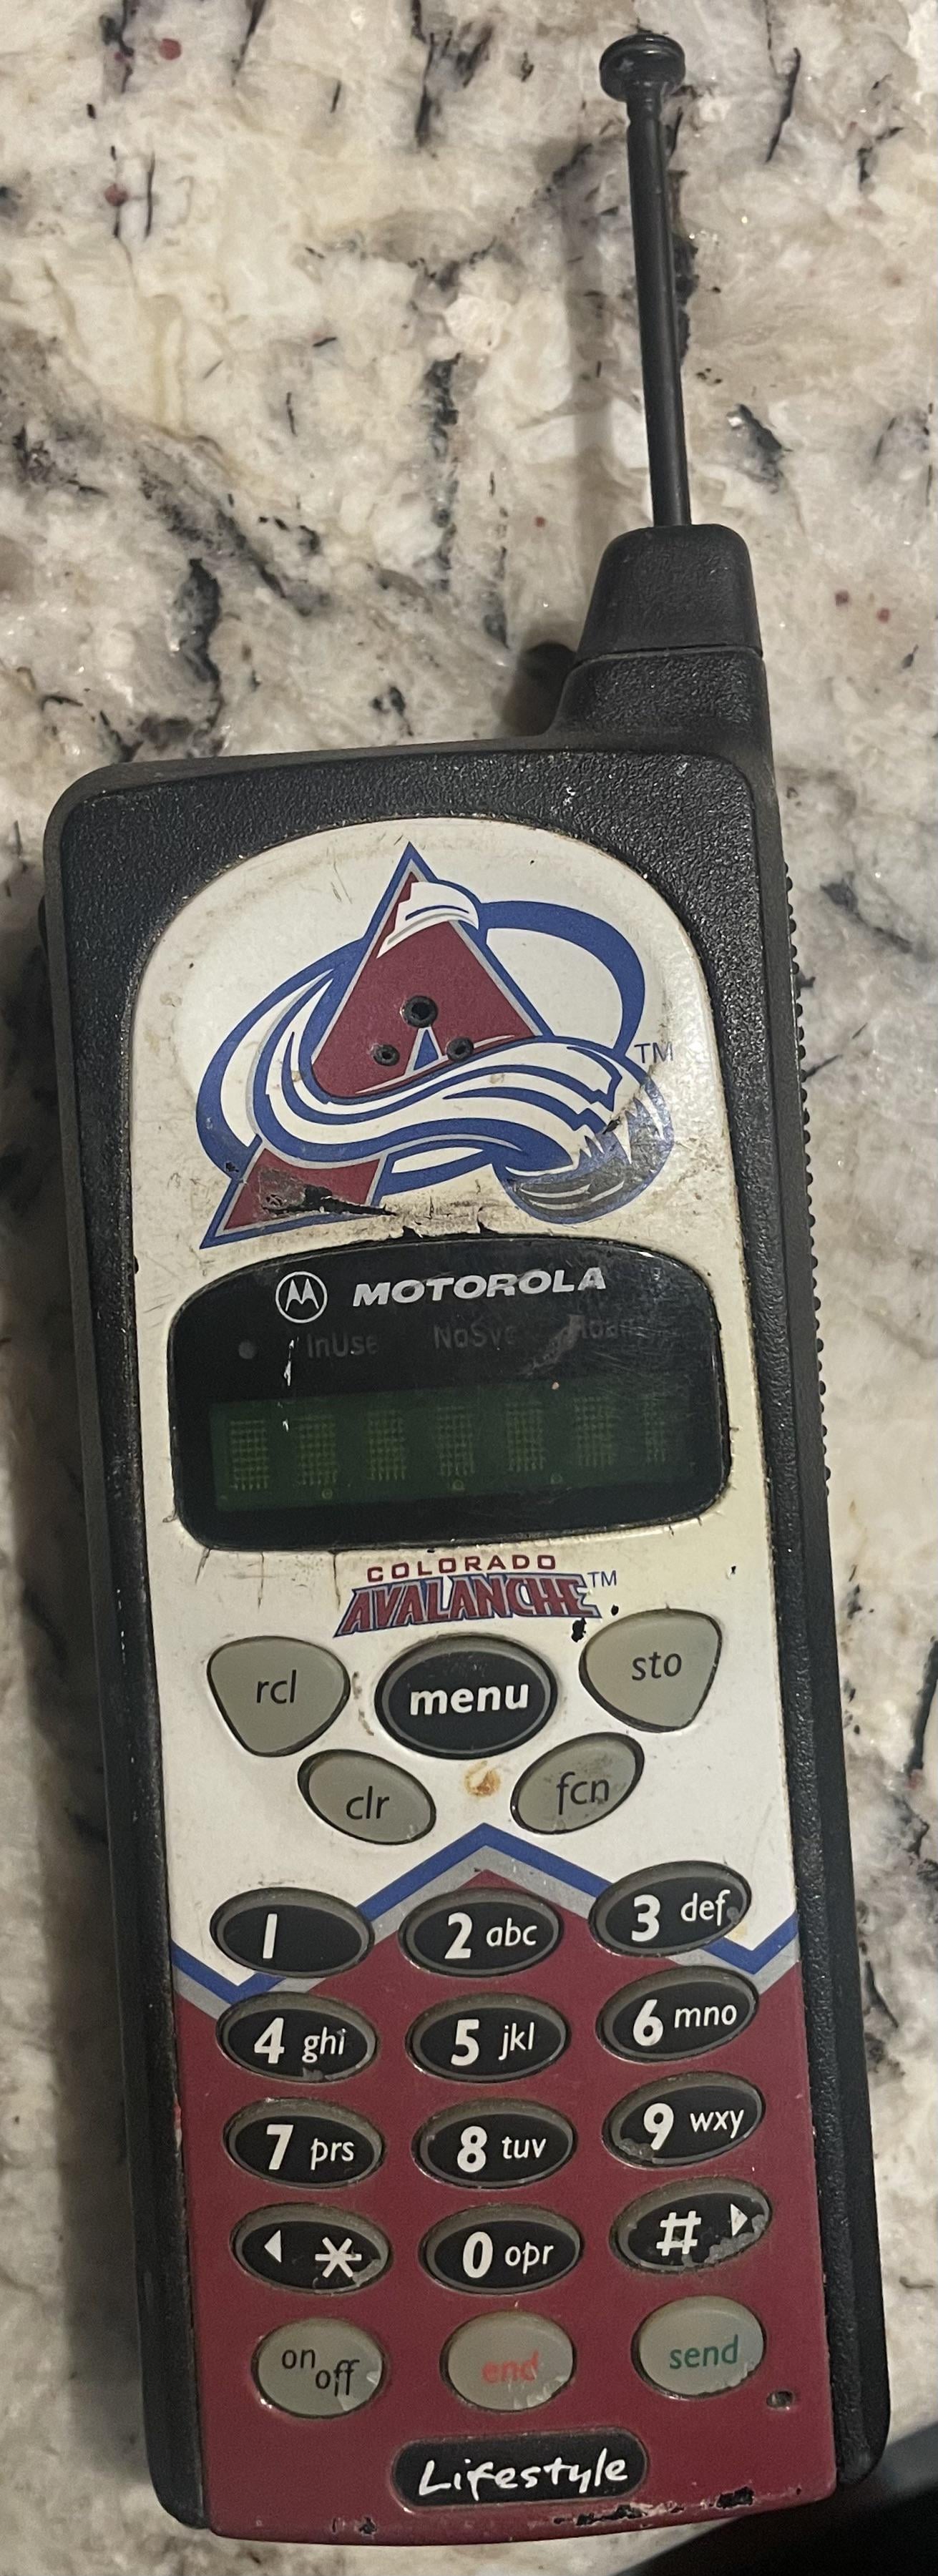 TM
MOTOROLA
InUse NoSvc Roam
COLORADO
AVALANCHE TM
rcl menu sto
clr fcn
1 2 abc 3 def
4 ghi 5 jkl 6 mno
7 prs 8 tuv 9 wxy
* 0 opr #
on off end send
Lifestyle